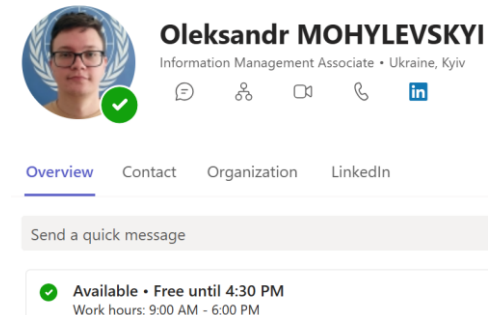 Oleksandr MOHYLEVSKYI
Information Management Associate • Ukraine, Kyiv
in
Overview Contact Organization LinkedIn
Send a quick message
Available • Free until 4:30 PM
Work hours: 9:00 AM - 6:00 PM